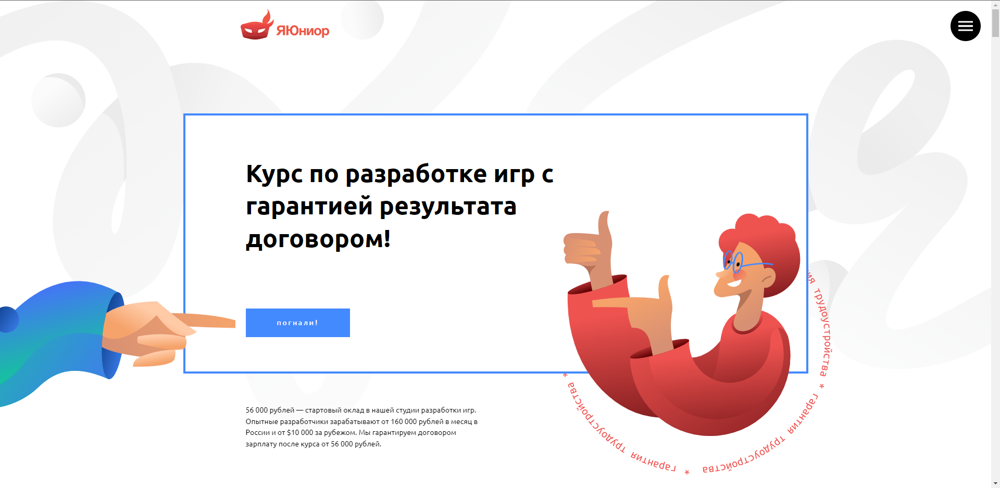 ЯЮниор
Курс по разработке игр с
гарантией результата
договором!
погнали!
56 000 рублей — стартовый оклад в нашей студии разработки игр.
Опытные разработчики зарабатывают от 160 000 рублей в месяц в
России и от $10 000 за рубежом. Мы гарантируем договором
зарплату после курса от 56 000 рублей.
ия трудоустройства * гарантия трудоустройства * гарантия трудоустройства *